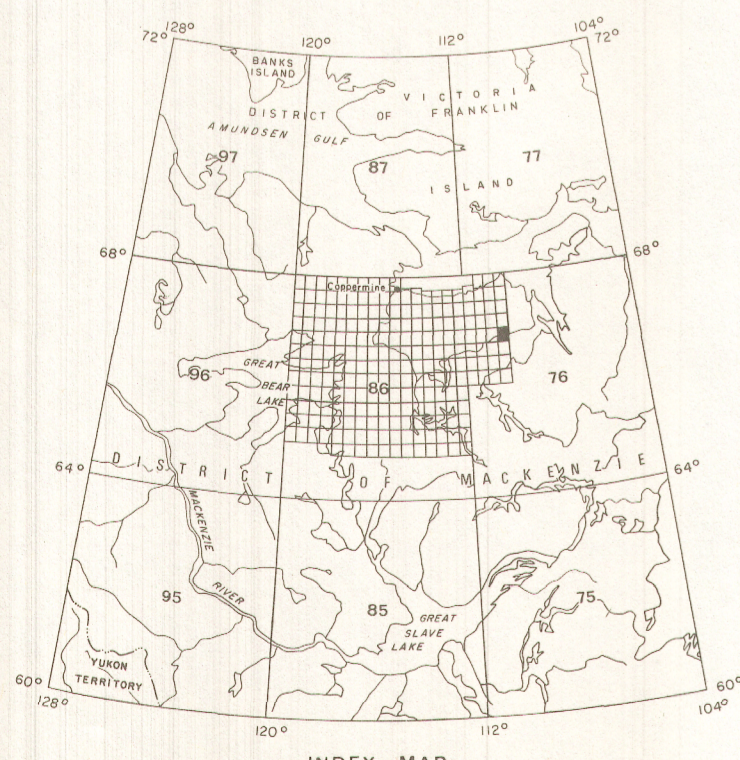 128°
120°
112°
104°
72°
72°
BANKS
ISLAND
VICTORIA
DISTRICT OF FRANKLIN
AMUNDSEN GULF
97
87
77
ISLAND
68°
68°
Coppermine
GREAT
BEAR
LAKE
96
86
76
DISTRICT OF MACKENZIE
64°
64°
MACKENZIE
RIVER
95
85
75
GREAT
SLAVE
LAKE
YUKON
TERRITORY
60°
60°
128°
120°
112°
104°
INDEX MAP